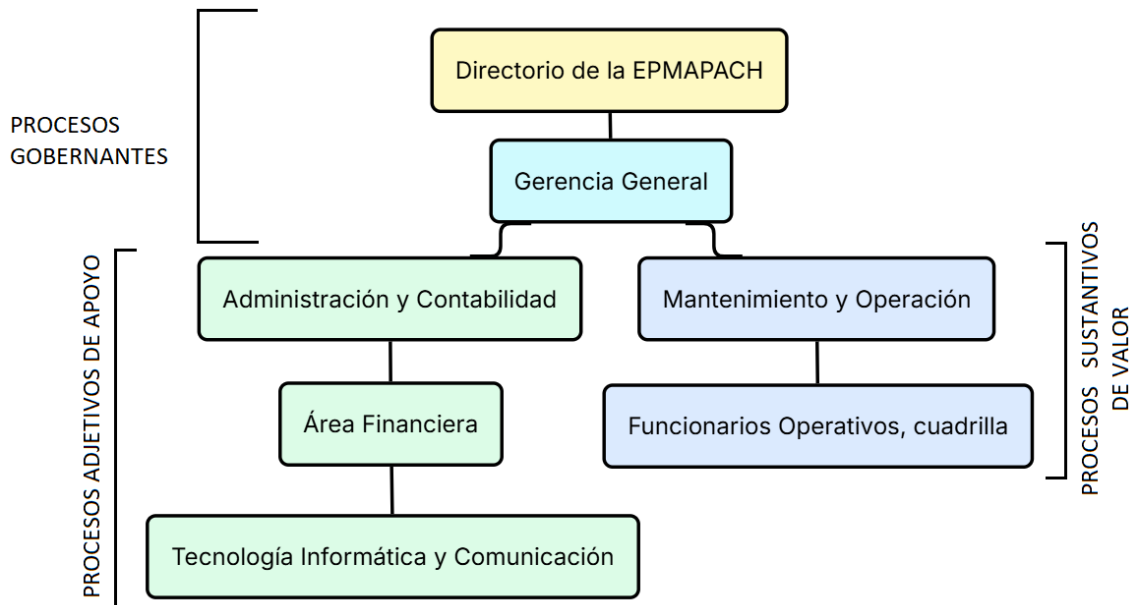 Directorio de la EPMAPACH
PROCESOS
GOBERNANTES
Gerencia General
PROCESOS ADJETIVOS DE APOYO
Administración y Contabilidad
Mantenimiento y Operación
PROCESOS SUSTANTIVOS
DE VALOR
Área Financiera
Funcionarios Operativos, cuadrilla
Tecnología Informática y Comunicación